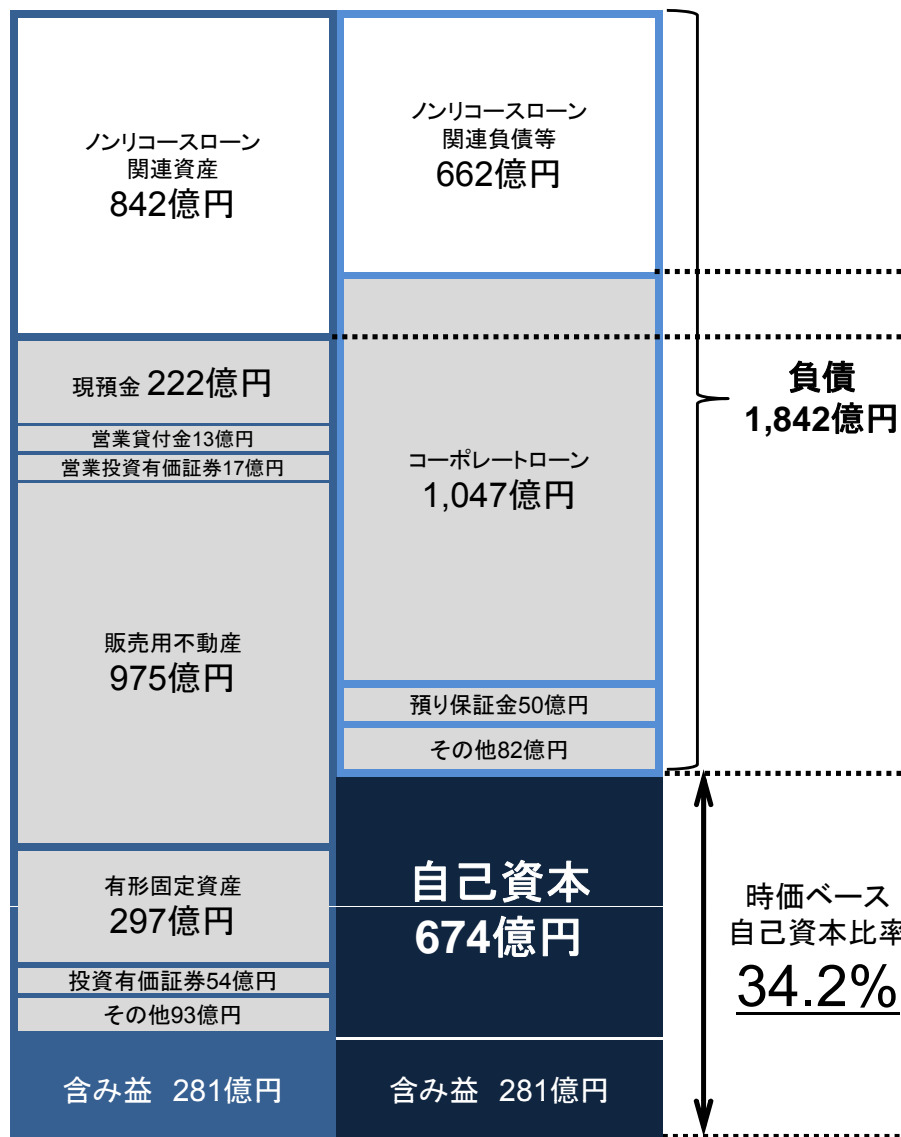 ノンリコースローン
関連資産
842億円
現預金 222億円
営業貸付金13億円
営業投資有価証券17億円
販売用不動産
975億円
有形固定資産
297億円
投資有価証券54億円
その他93億円
含み益 281億円
ノンリコースローン
関連負債等
662億円
コーポレートローン
1,047億円
預り保証金50億円
その他82億円
自己資本
674億円
含み益 281億円
負債
1,842億円
時価ベース
自己資本比率
34.2%